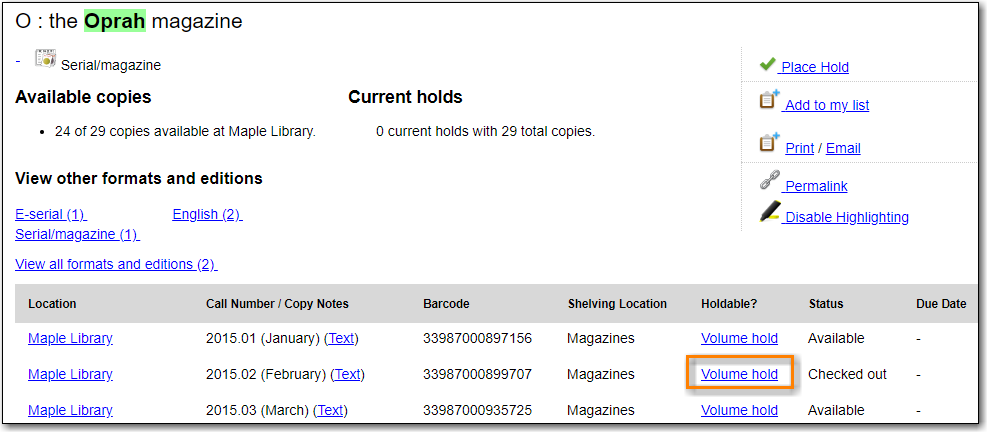 O : the Oprah magazine
- Serial/magazine
Place Hold
Available copies
Current holds
Add to my list
24 of 29 copies available at Maple Library.
0 current holds with 29 total copies.
Print / Email
View other formats and editions
Permalink
E-serial (1)
English (2)
Disable Highlighting
Serial/magazine (1)
View all formats and editions (2)
Location Call Number / Copy Notes Barcode Shelving Location Holdable? Status Due Date
Maple Library 2015.01 (January) (Text) 33987000897156 Magazines Volume hold Available -
Maple Library 2015.02 (February) (Text) 33987000899707 Magazines Volume hold Checked out -
Maple Library 2015.03 (March) (Text) 33987000935725 Magazines Volume hold Available -